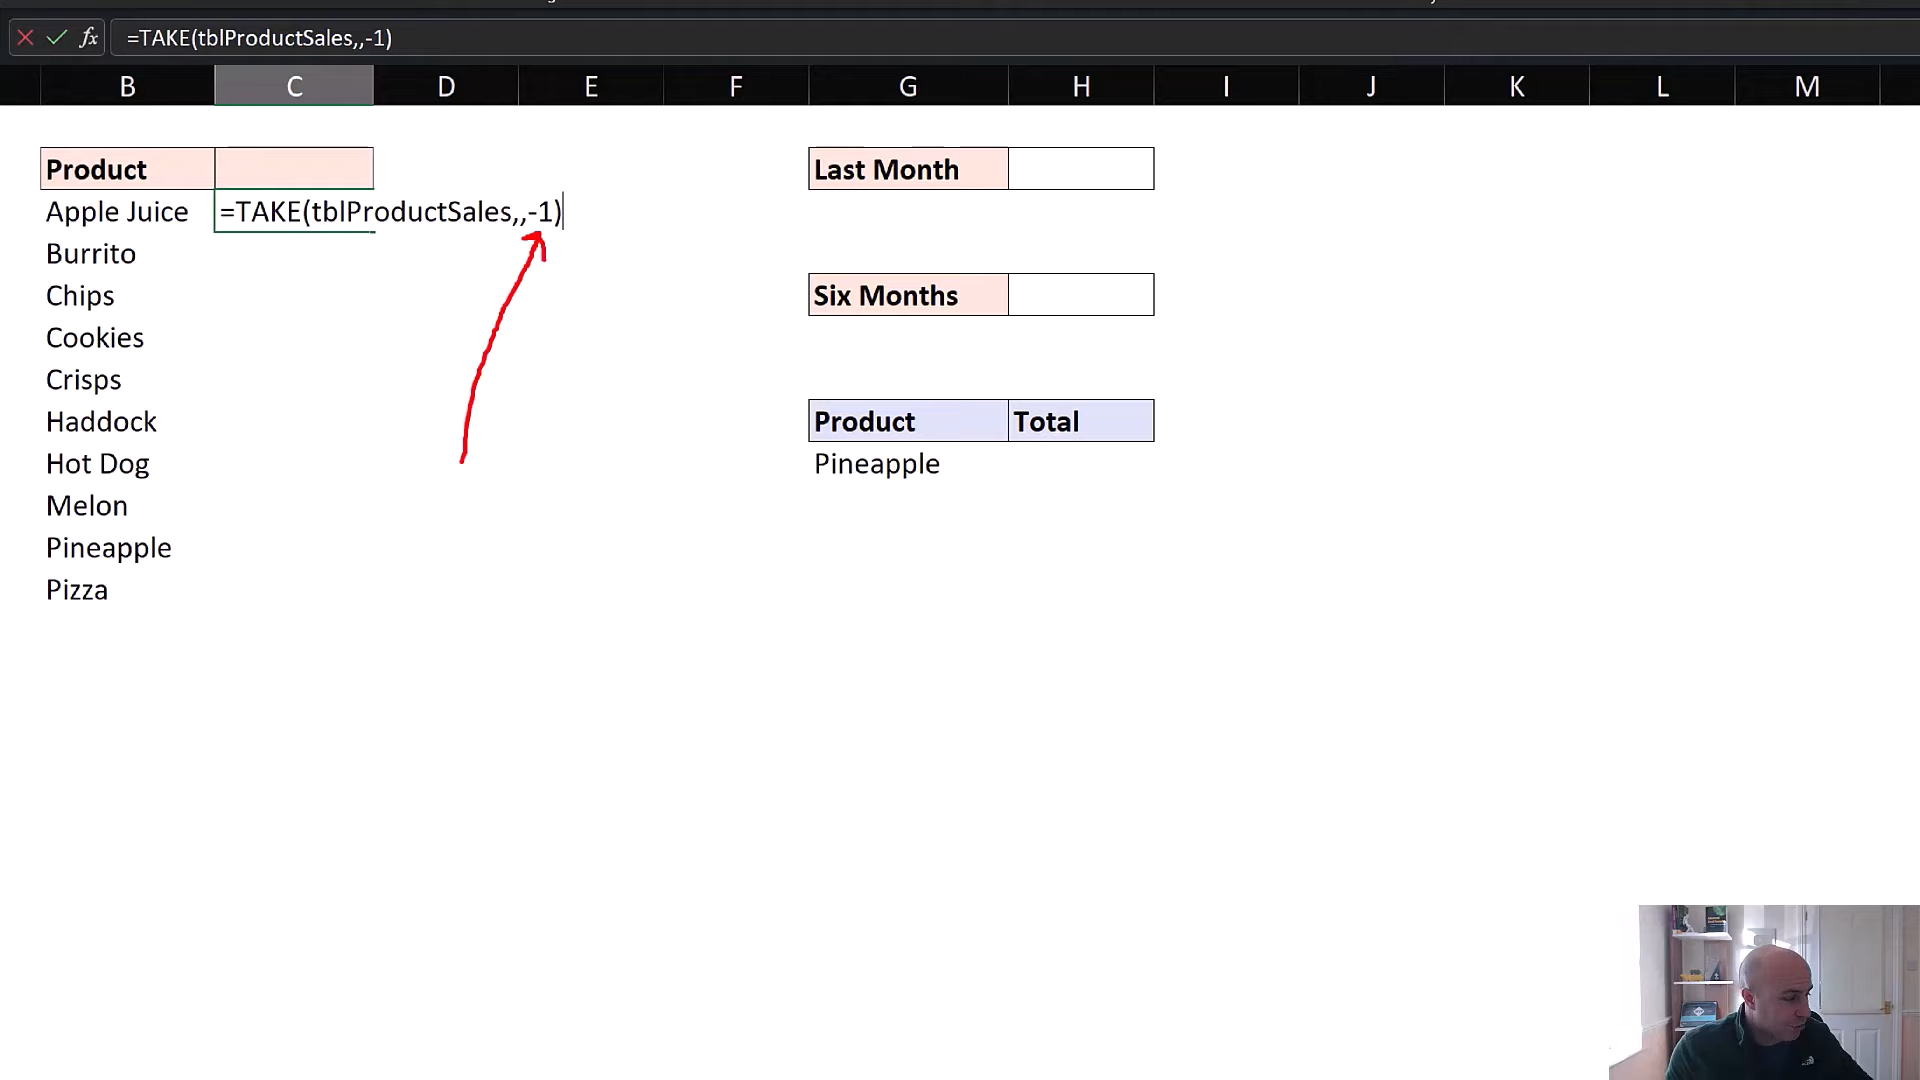 =TAKE(tblProductSales,,-1)
B C D E F G H I J K L M
Product
Apple Juice =TAKE(tblProductSales,,-1)
Burrito
Chips
Cookies
Crisps
Haddock
Hot Dog
Melon
Pineapple
Pizza
Last Month
Six Months
Product Total
Pineapple